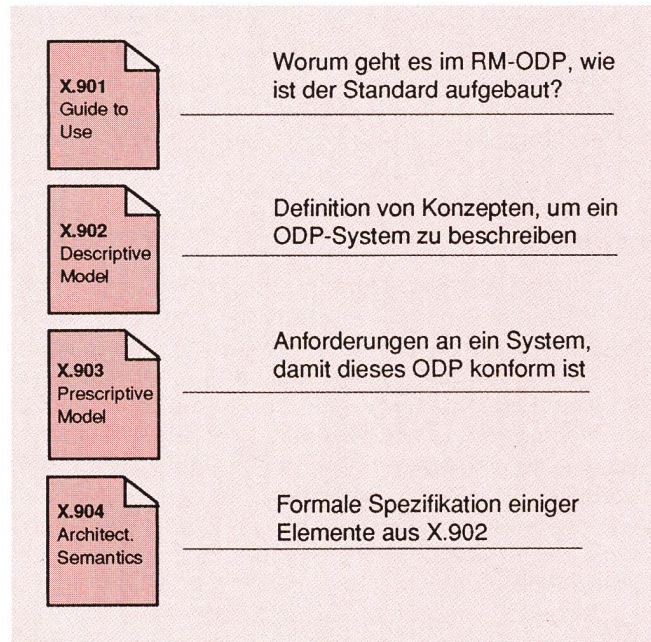 X.901
Guide to
Use
Worum geht es im RM-ODP, wie
ist der Standard aufgebaut?
X.902
Descriptive
Model
Definition von Konzepten, um ein
ODP-System zu beschreiben
X.903
Prescriptive
Model
Anforderungen an ein System,
damit dieses ODP konform ist
X.904
Architect.
Semantics
Formale Spezifikation einiger
Elemente aus X.902